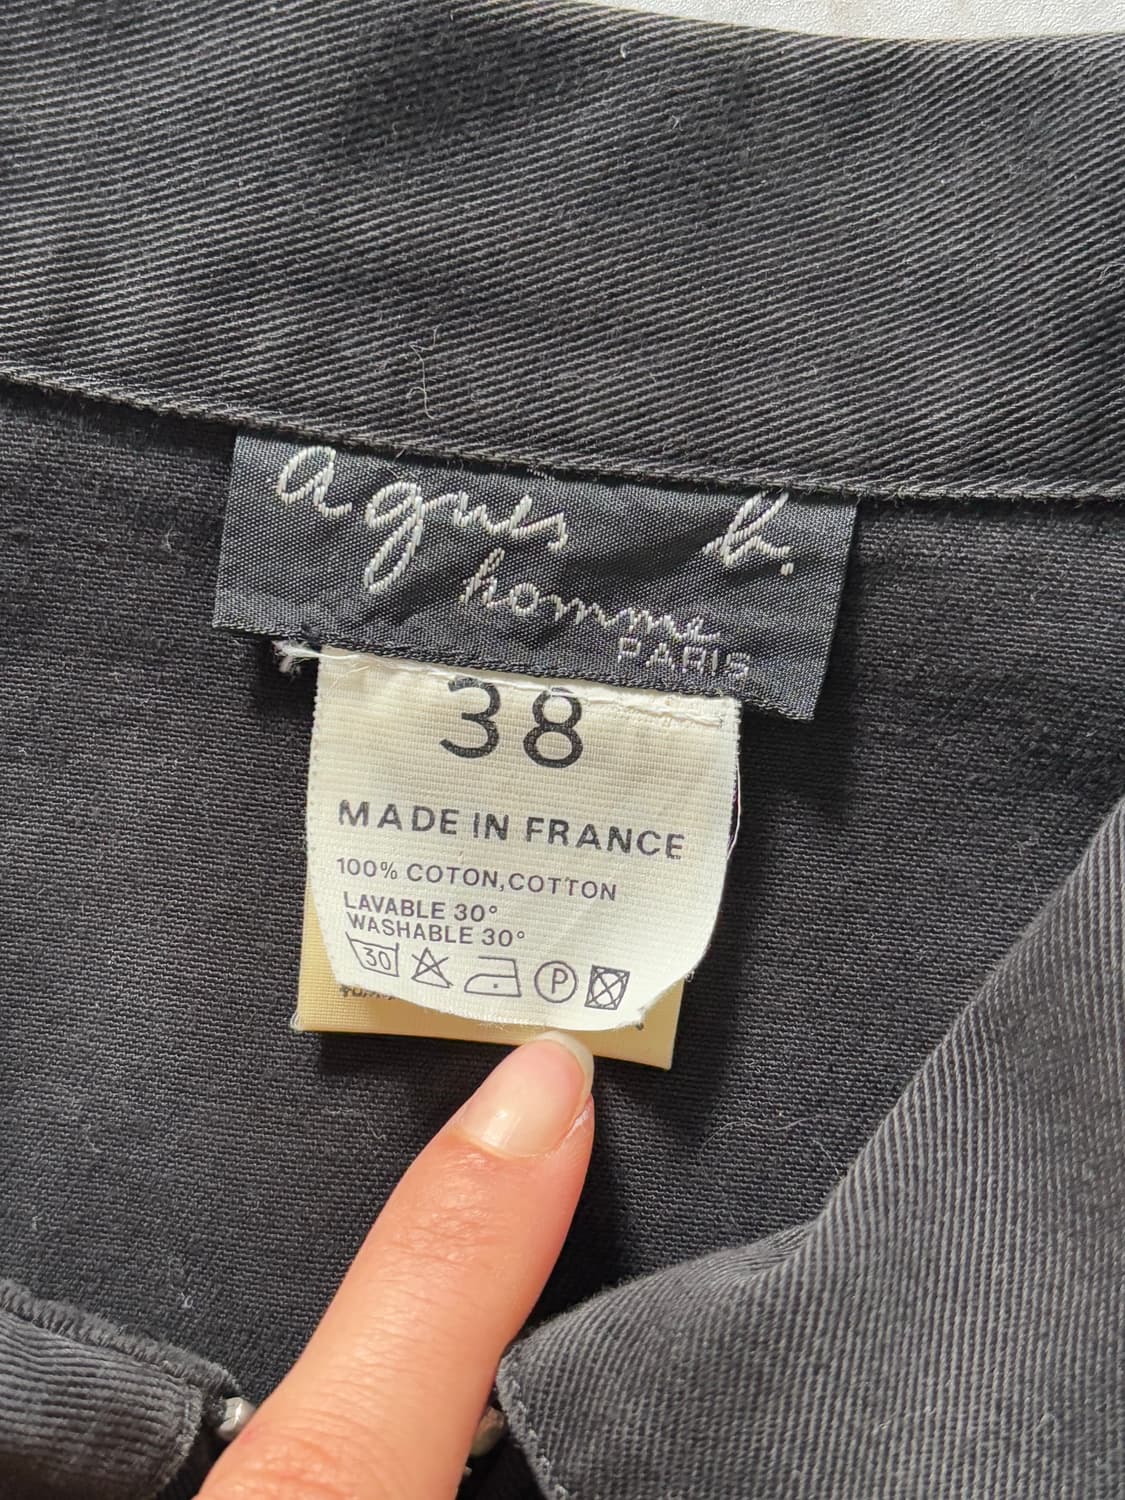 agnès b.
homme
PARIS
38
MADE IN FRANCE
100% COTON,COTTON
LAVABLE 30°
WASHABLE 30°
30 P